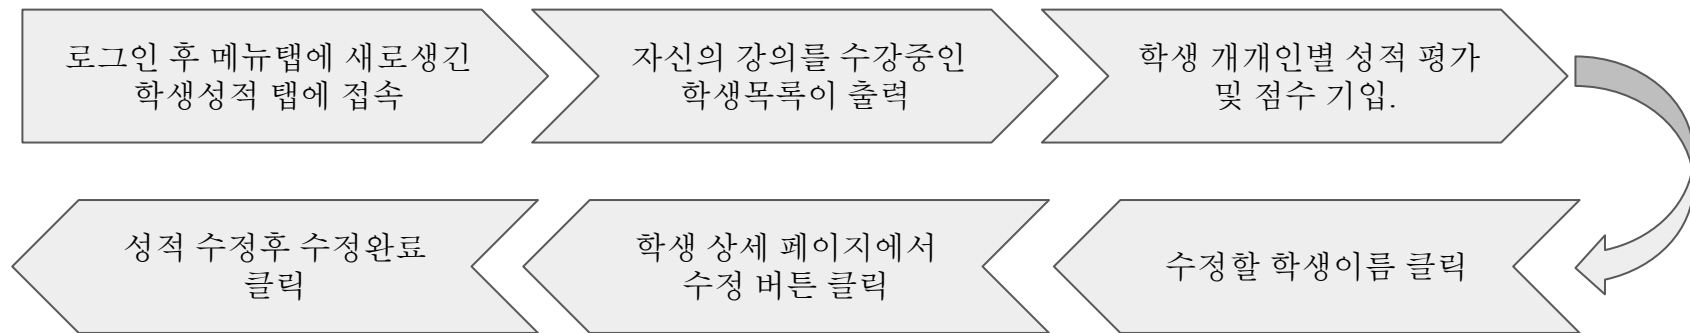 로그인 후 메뉴탭에 새로생긴
학생성적 탭에 접속
자신의 강의를 수강중인
학생목록이 출력
학생 개개인별 성적 평가
및 점수 기입.
수정할 학생이름 클릭
학생 상세 페이지에서
수정 버튼 클릭
성적 수정후 수정완료
클릭